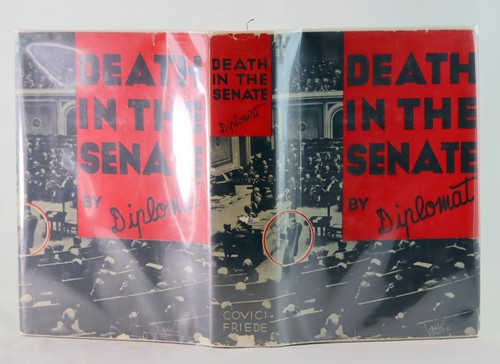 DEATH
IN THE
SENATE
BY Diplomat
DEATH
IN THE
SENATE
Diplomat
COVICI
FRIEDE
DEATH
IN THE
SENATE
BY Diplomat